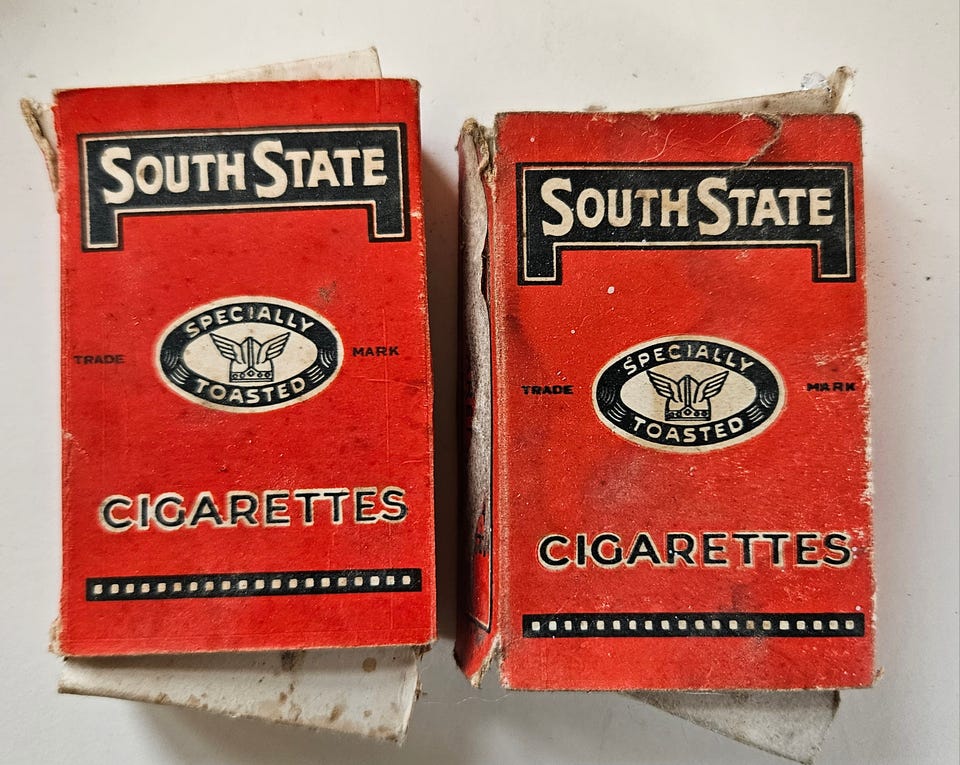 SOUTH STATE
SPECIALLY
TRADE MARK
TOASTED
CIGARETTES
SOUTH STATE
SPECIALLY
TRADE MARK
TOASTED
CIGARETTES